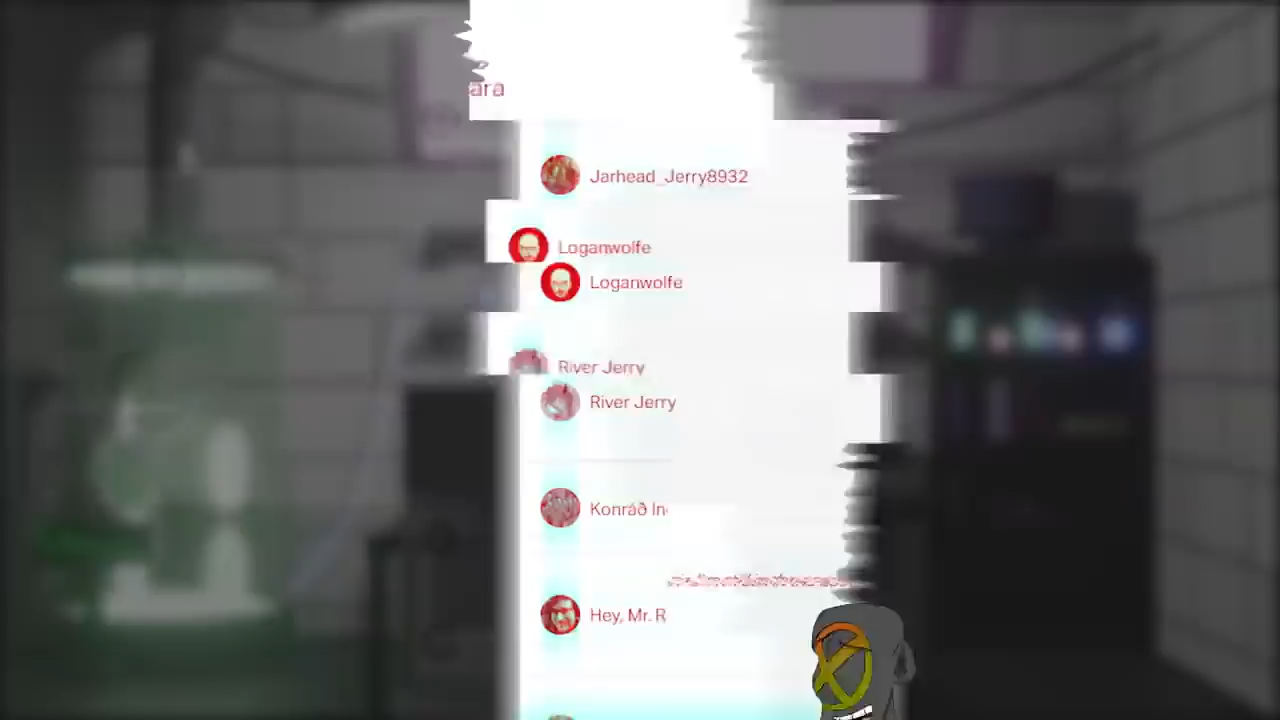 ara
Jarhead_Jerry8932
Loganwolfe
Loganwolfe
River Jerry
River Jerry
Konráð In
Hey, Mr. R